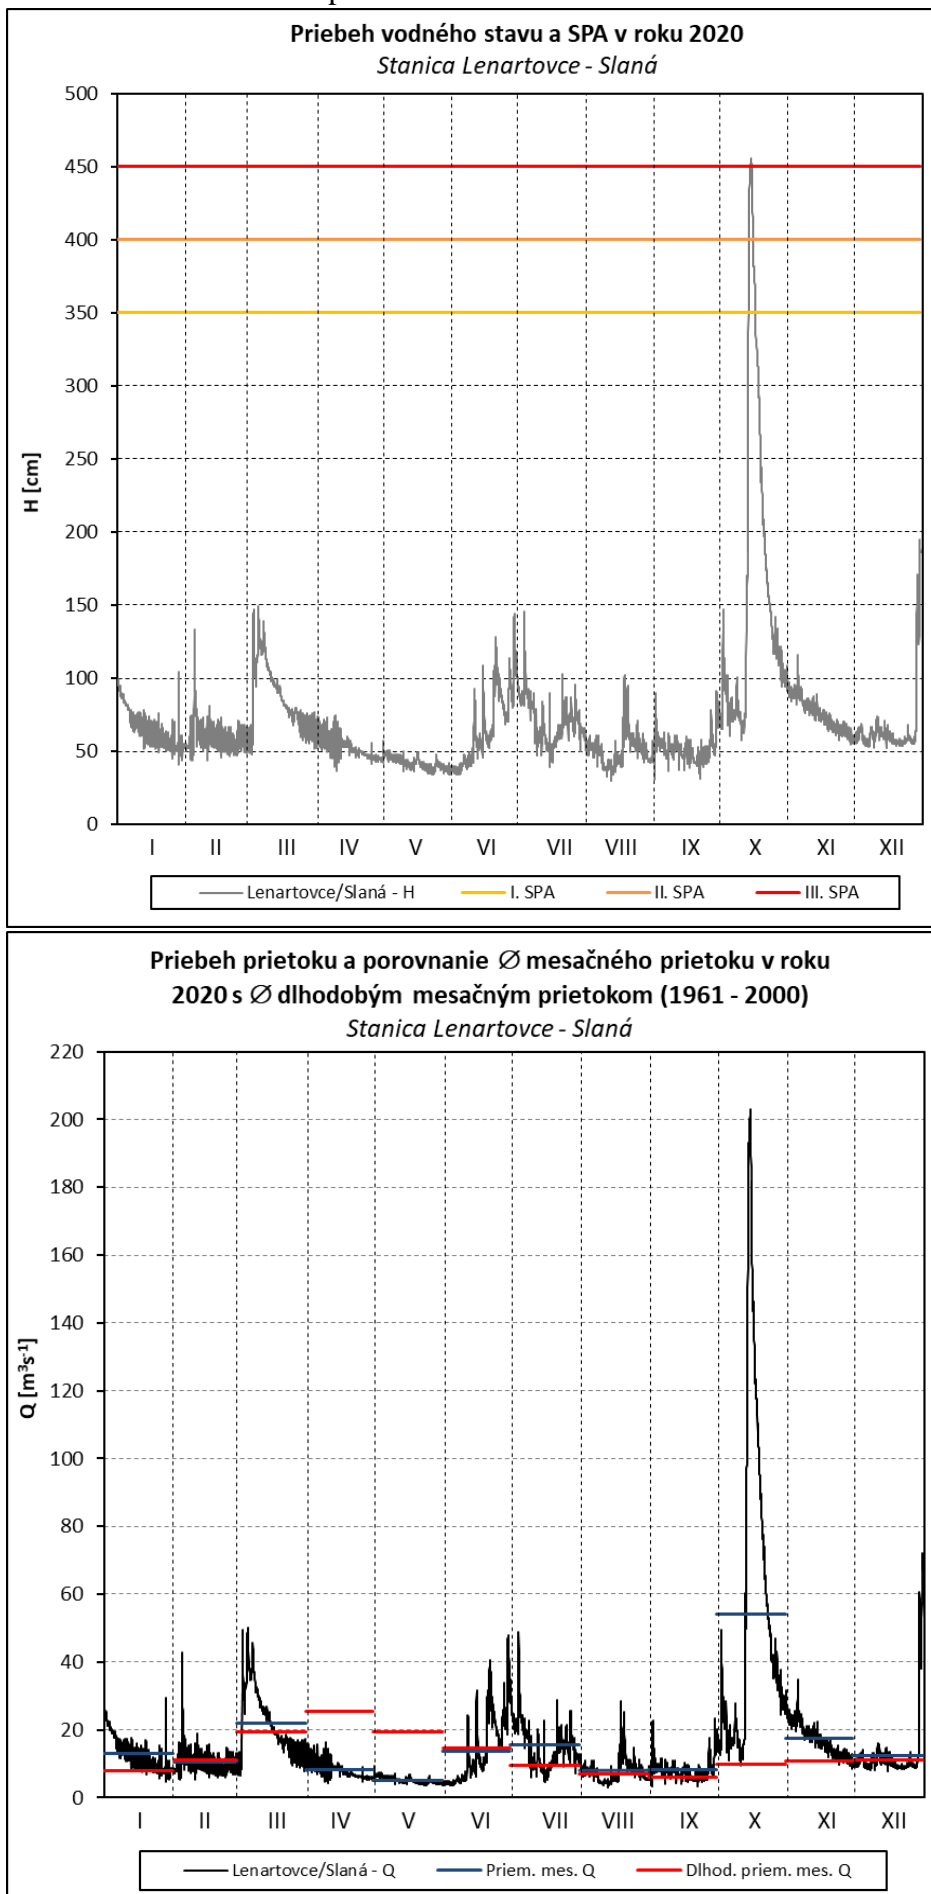 Priebeh vodného stavu a SPA v roku 2020
Stanica Lenartovce - Slaná
500
450
400
350
300
250
200
150
100
50
0
H [cm]
I II III IV V VI VII VIII IX X XI XII
Lenartovce/Slaná - H I. SPA II. SPA III. SPA
Priebeh prietoku a porovnanie ∅ mesačného prietoku v roku
2020 s ∅ dlhodobým mesačným prietokom (1961 - 2000)
Stanica Lenartovce - Slaná
220
200
180
160
140
120
100
80
60
40
20
0
Q [m³s⁻¹]
I II III IV V VI VII VIII IX X XI XII
Lenartovce/Slaná - Q Priem. mes. Q Dlhod. priem. mes. Q